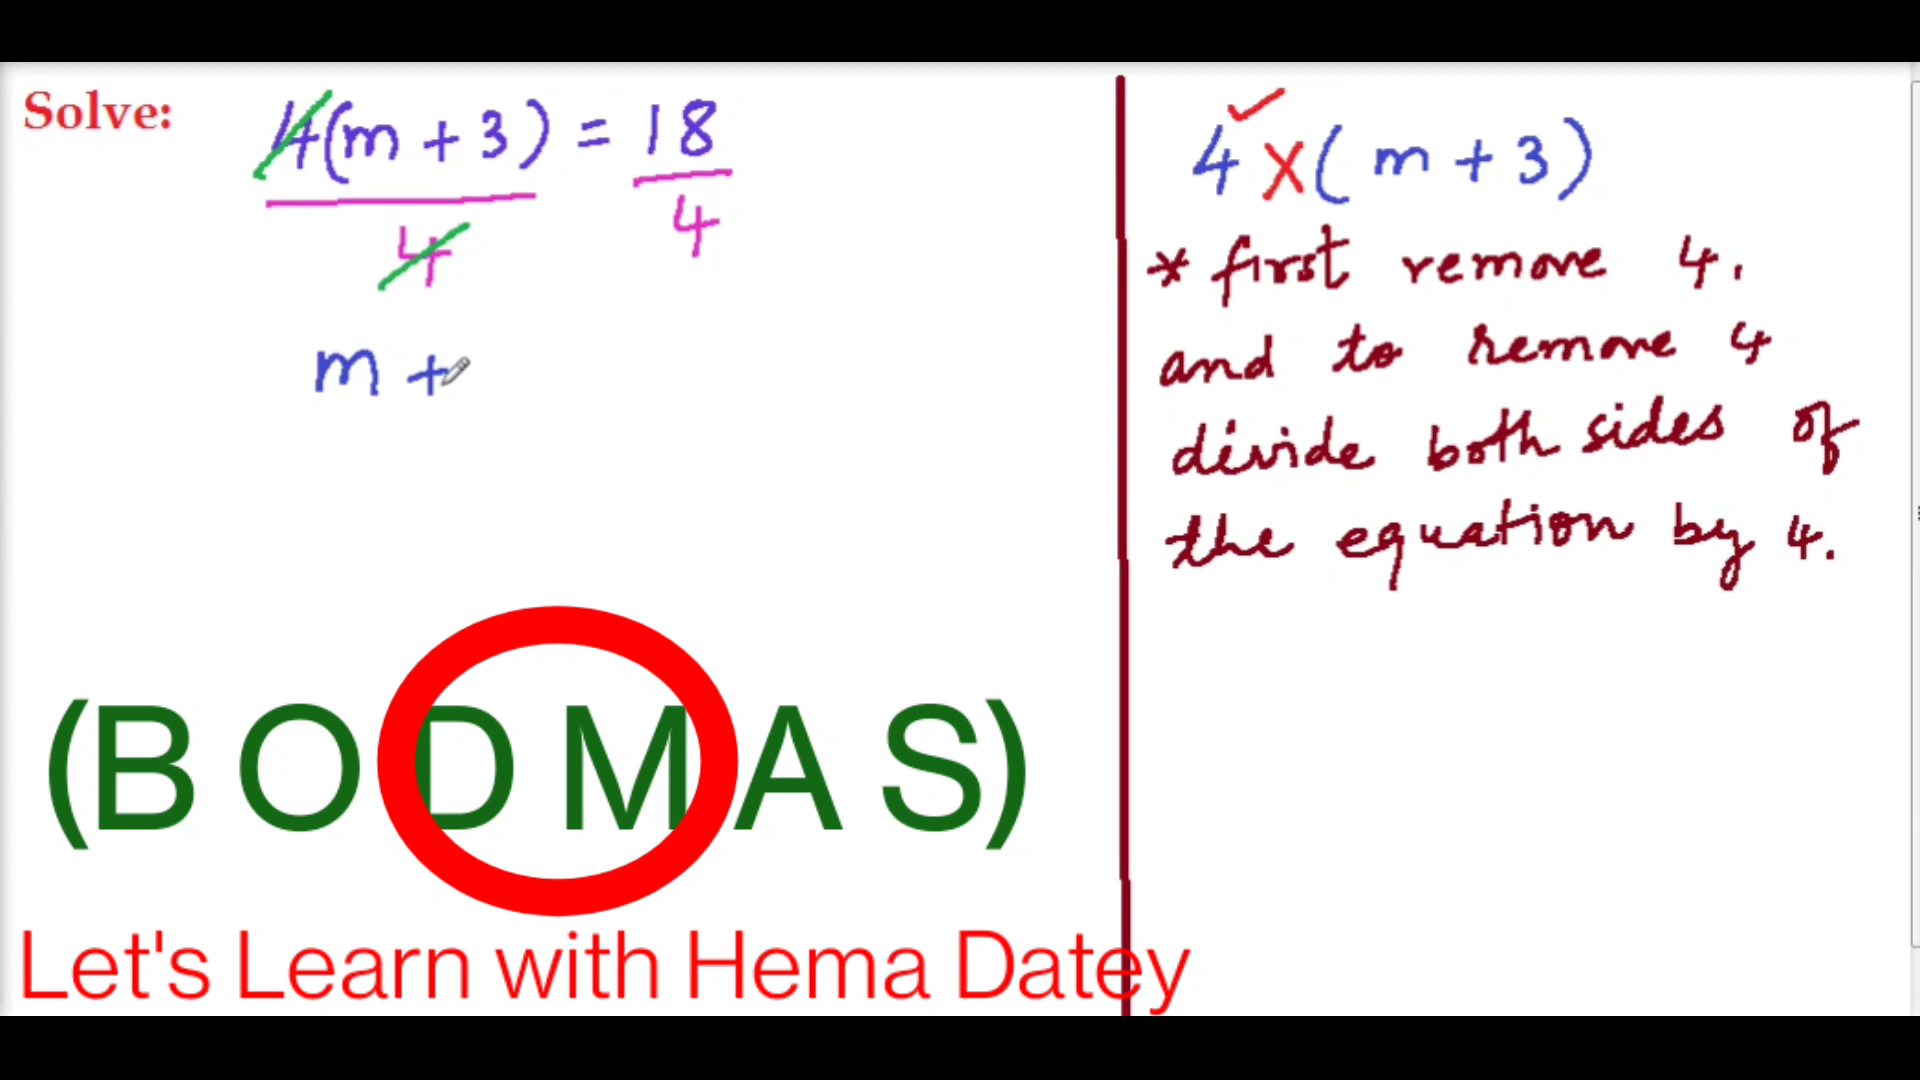 Solve:
4(m + 3) = 18
4 4
m +
(B O D M A S)
Let's Learn with Hema Datey
4 x ( m + 3 )
* first remove 4.
and to remove 4
divide both sides of
the equation by 4.